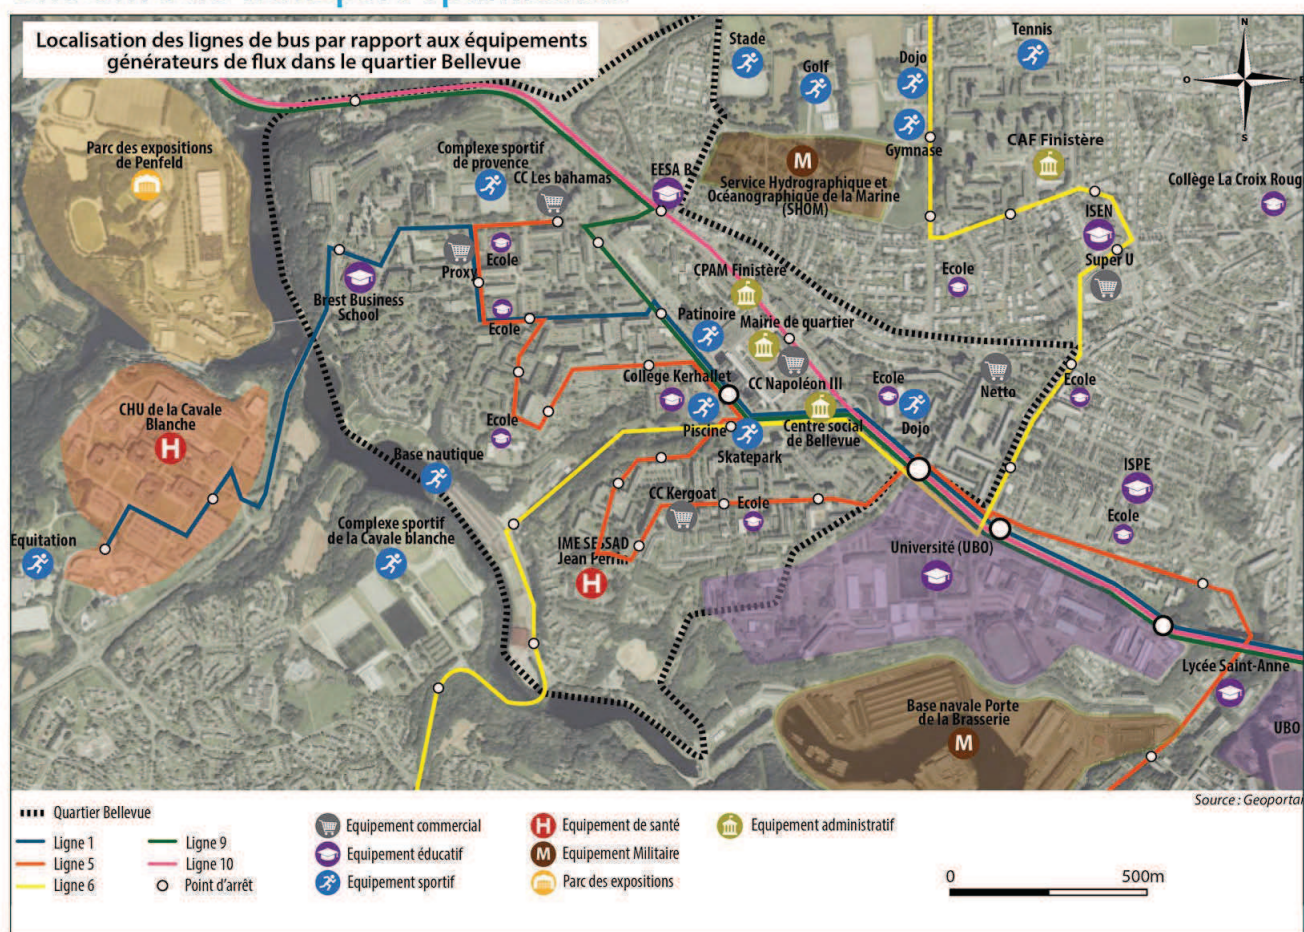 Localisation des lignes de bus par rapport aux équipements
générateurs de flux dans le quartier Bellevue
N
O
E
S
Stade
Golf
Dojo
Tennis
Gymnase
CAF Finistère
Collège La Croix Roug
Parc des expositions
de Penfeld
Complexe sportif
de provence
CC Les bahamas
EESA B
M
Service Hydrographique et
Océanographique de la Marine
(SHOM)
ISEN
Super U
Ecole
Proxy
Ecole
Brest Business
School
Ecole
CPAM Finistère
Patinoire
Mairie de quartier
CC Napoléon III
Collège Kerhallet
Ecole
Netto
Ecole
CHU de la Cavale
Blanche
H
Ecole
Piscine
Skatepark
Centre social
de Bellevue
Dojo
Base nautique
CC Kergoat
Ecole
ISPE
Ecole
Equitation
Complexe sportif
de la Cavale blanche
IME SESSAD
Jean Perrin
H
Université (UBO)
Lycée Saint-Anne
Base navale Porte
de la Brasserie
M
UBO
Source : Geoportal
Quartier Bellevue
Ligne 1
Ligne 5
Ligne 6
Ligne 9
Ligne 10
Point d'arrêt
Equipement commercial
Equipement éducatif
Equipement sportif
H Equipement de santé
M Equipement Militaire
Parc des expositions
Equipement administratif
0 500m